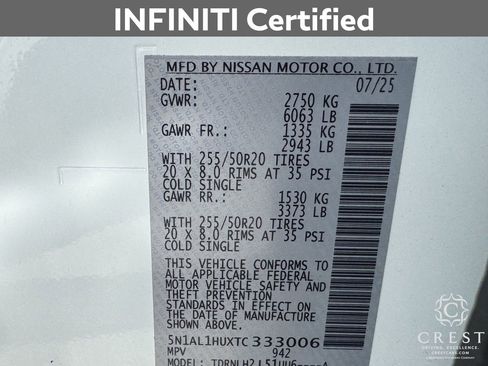 INFINITI Certified
MFD BY NISSAN MOTOR CO., LTD.
DATE: 07/25
GVWR: 2750 KG
6063 LB
GAWR FR.: 1335 KG
2943 LB
WITH 255/50R20 TIRES
20 X 8.0 RIMS AT 35 PSI
COLD SINGLE
GAWR RR.: 1530 KG
3373 LB
WITH 255/50R20 TIRES
20 X 8.0 RIMS AT 35 PSI
COLD SINGLE
THIS VEHICLE CONFORMS TO
ALL APPLICABLE FEDERAL
MOTOR VEHICLE SAFETY AND
THEFT PREVENTION
STANDARDS IN EFFECT ON
THE DATE OF MANUFACTURE
SHOWN ABOVE.
5N1AL1HUXTC333006
MPV 942
MODEL:
CREST
DRIVING. EXCELLENCE.